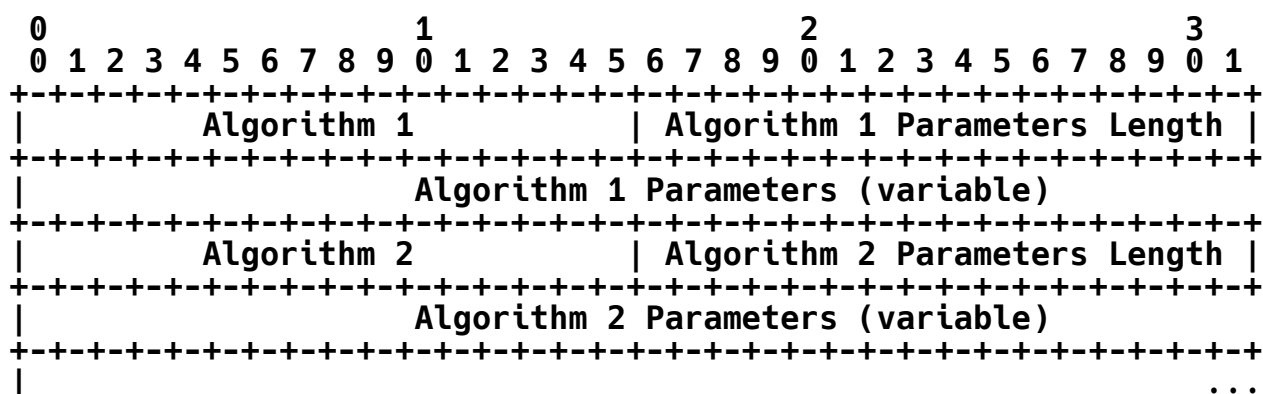 0                   1                   2                   3
 0 1 2 3 4 5 6 7 8 9 0 1 2 3 4 5 6 7 8 9 0 1 2 3 4 5 6 7 8 9 0 1
+-+-+-+-+-+-+-+-+-+-+-+-+-+-+-+-+-+-+-+-+-+-+-+-+-+-+-+-+-+-+-+-+
|         Algorithm 1           | Algorithm 1 Parameters Length |
+-+-+-+-+-+-+-+-+-+-+-+-+-+-+-+-+-+-+-+-+-+-+-+-+-+-+-+-+-+-+-+-+
|                    Algorithm 1 Parameters (variable)
+-+-+-+-+-+-+-+-+-+-+-+-+-+-+-+-+-+-+-+-+-+-+-+-+-+-+-+-+-+-+-+-+
|         Algorithm 2           | Algorithm 2 Parameters Length |
+-+-+-+-+-+-+-+-+-+-+-+-+-+-+-+-+-+-+-+-+-+-+-+-+-+-+-+-+-+-+-+-+
|                    Algorithm 2 Parameters (variable)
+-+-+-+-+-+-+-+-+-+-+-+-+-+-+-+-+-+-+-+-+-+-+-+-+-+-+-+-+-+-+-+-+
|                                                             ...